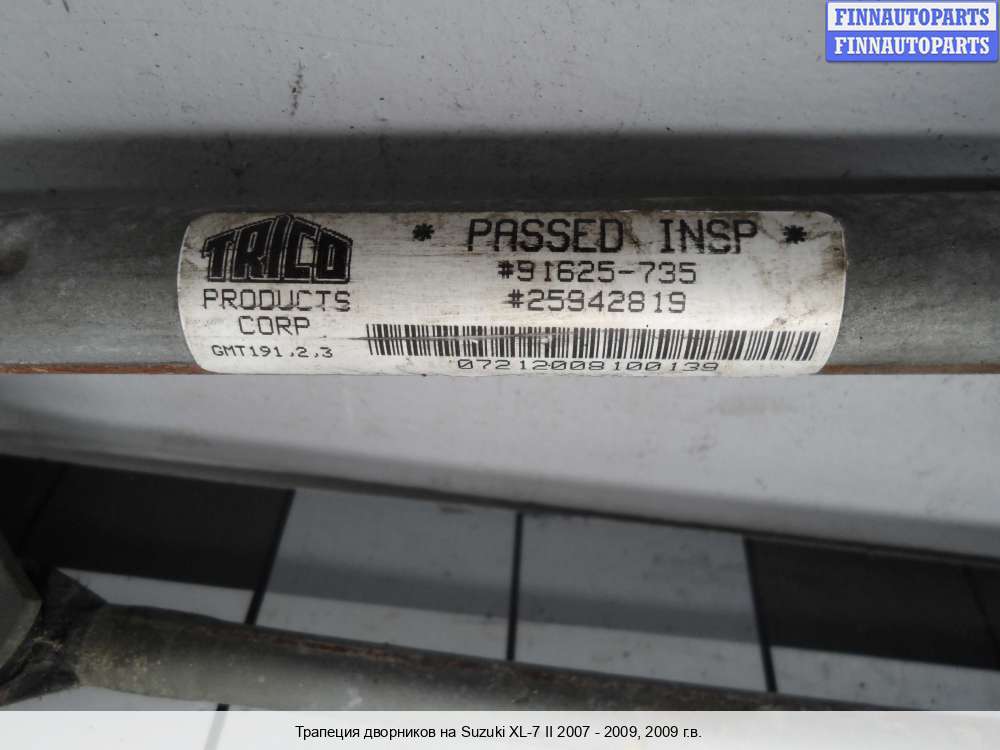 FINNAUTOPARTS
FINNAUTOPARTS
TRICO
PRODUCTS
CORP
GMT191,2,3
* PASSED INSP *
#91625-735
#25942819
07212008100139
Трапеция дворников на Suzuki XL-7 II 2007 - 2009, 2009 г.в.